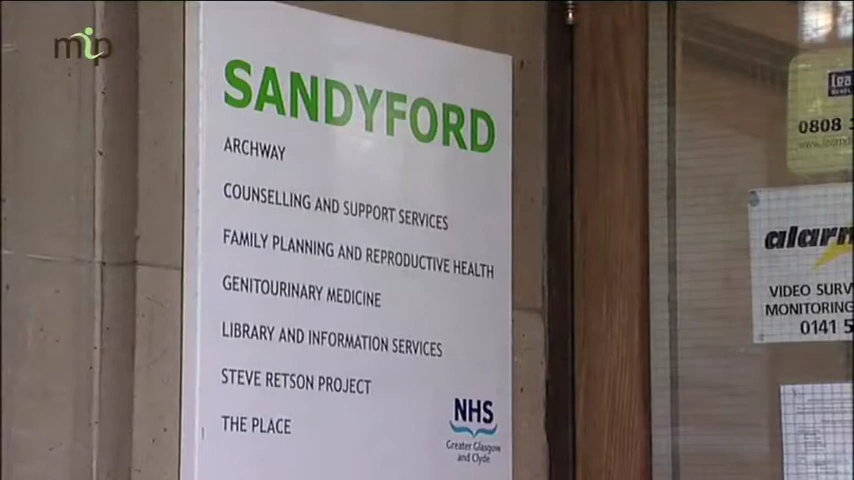 mip
SANDYFORD
ARCHWAY
COUNSELLING AND SUPPORT SERVICES
FAMILY PLANNING AND REPRODUCTIVE HEALTH
GENITOURINARY MEDICINE
LIBRARY AND INFORMATION SERVICES
STEVE RETSON PROJECT
THE PLACE
NHS
Greater Glasgow
and Clyde
0808
alarm
VIDEO SURV
MONITORING
0141 5